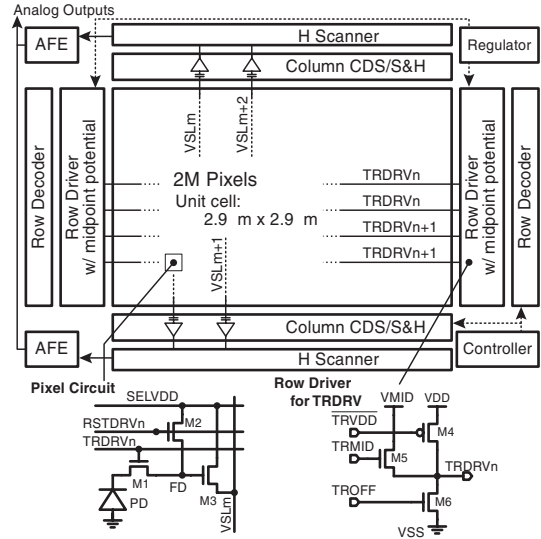 Analog Outputs
AFE
H Scanner
Regulator
Column CDS/S&H
Row Decoder
Row Driver
w/ midpoint potential
VSLm
VSLm+2
2M Pixels
Unit cell:
2.9 m x 2.9 m
TRDRVn
TRDRVn
TRDRVn+1
TRDRVn+1
VSLm+1
Row Driver
w/ midpoint potential
Row Decoder
Column CDS/S&H
AFE
H Scanner
Controller
Pixel Circuit
Row Driver
for TRDRV
SELVDD
RSTDRVn
TRDRVn
M2
M1
FD
M3
PD
VSLm
VMID
VDD
TRVDD
M4
TRMID
M5
TRDRVn
TROFF
M6
VSS